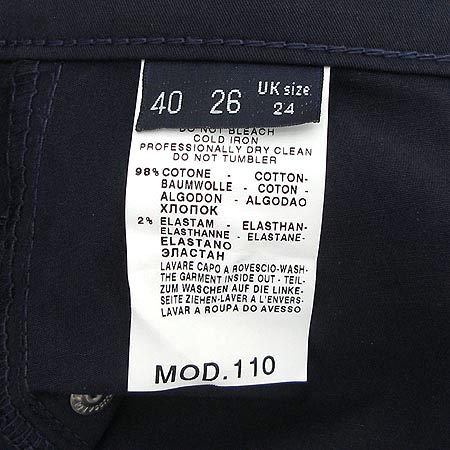 40 26 UK size 24
DO NOT BLEACH
COLD IRON
PROFESSIONALLY DRY CLEAN
DO NOT TUMBLER
98% COTONE - COTTON-
BAUMWOLLE - COTON -
ALGODON - ALGODAO
ХЛОПОК
2% ELASTAM - ELASTHAN-
ELASTHANNE - ELASTANE-
ELASTANO
ЭЛАСТАН
LAVARE CAPO A ROVESCIO-WASH-
THE GARMENT INSIDE OUT - TEIL-
ZUM WASCHEN AUF DIE LINKE-
SEITE ZIEHEN-LAVER A L'ENVERS-
LAVAR A ROUPA DO AVESSO
MOD.110